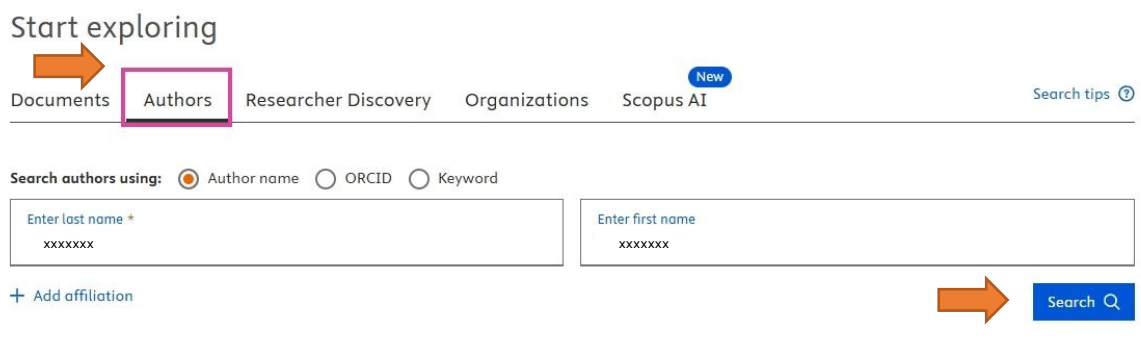 Start exploring
New
Documents Authors Researcher Discovery Organizations Scopus AI Search tips ?
Search authors using: Author name ORCID Keyword
Enter last name * Enter first name
xxxxxxx xxxxxxx
+ Add affiliation
Search